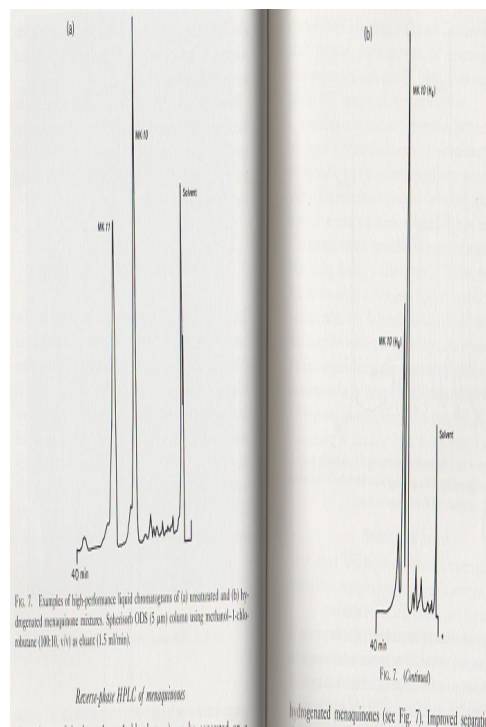 (a)
MK 10
Solvent
MK 11
40 min
FIG. 7. Examples of high-performance liquid chromatograms of (a) unsaturated and (b) hy-
drogenated menaquinone mixtures. Spherisorb ODS (5 μm) column using methanol–1-chlo-
robutane (100:10, v/v) as eluant (1.5 ml/min).
Reverse-phase HPLC of menaquinones
(b)
MK 10 (H₄)
MK 10
Solvent
40 min
FIG. 7. (Continued)
hydrogenated menaquinones (see Fig. 7). Improved